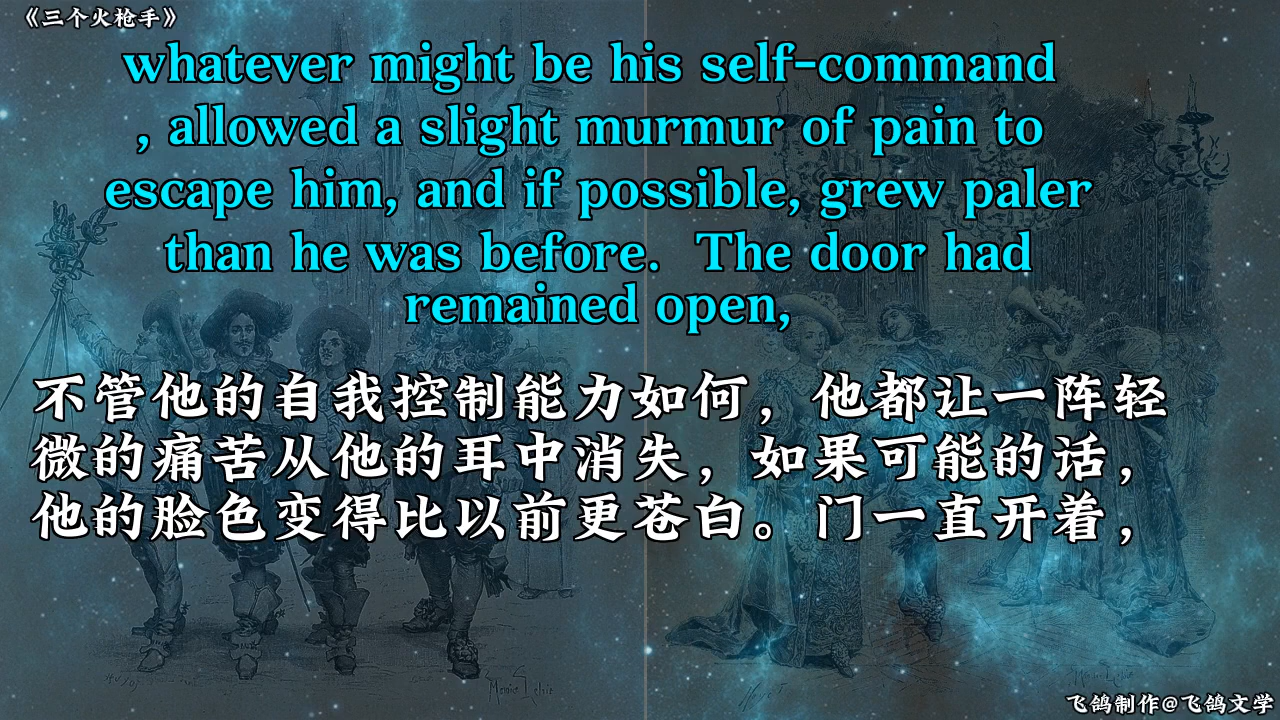 《三个火枪手》
whatever might be his self-command
, allowed a slight murmur of pain to
escape him, and if possible, grew paler
than he was before.  The door had
remained open,
不管他的自我控制能力如何，他都让一阵轻
微的痛苦从他的耳中消失，如果可能的话，
他的脸色变得比以前更苍白。门一直开着，
飞鸽制作@飞鸽文学